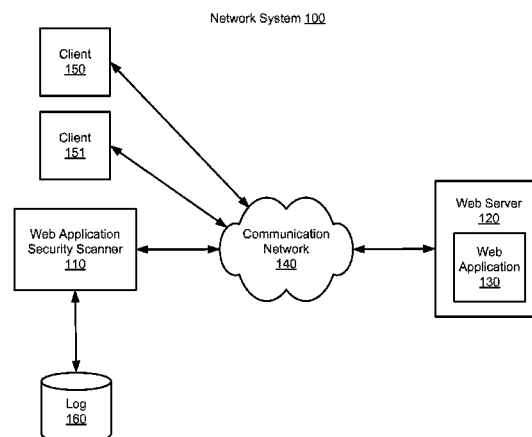 Network System 100
Client
150
Client
151
Web Application
Security Scanner
110
Communication
Network
140
Web Server
120
Web
Application
130
Log
160